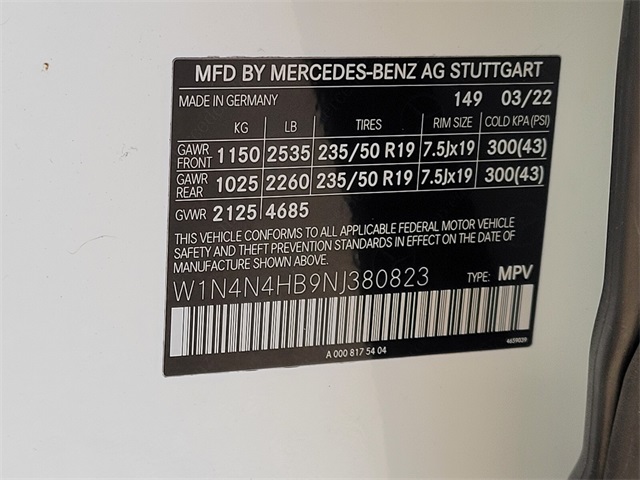 MFD BY MERCEDES-BENZ AG STUTTGART
MADE IN GERMANY 149 03/22
KG LB TIRES RIM SIZE COLD KPA (PSI)
GAWR FRONT 1150 2535 235/50 R19 7.5Jx19 300(43)
GAWR REAR 1025 2260 235/50 R19 7.5Jx19 300(43)
GVWR 2125 4685
THIS VEHICLE CONFORMS TO ALL APPLICABLE FEDERAL MOTOR VEHICLE
SAFETY AND THEFT PREVENTION STANDARDS IN EFFECT ON THE DATE OF
MANUFACTURE SHOWN ABOVE.
W1N4N4HB9NJ380823 TYPE: MPV
A 000 817 54 04 4659039